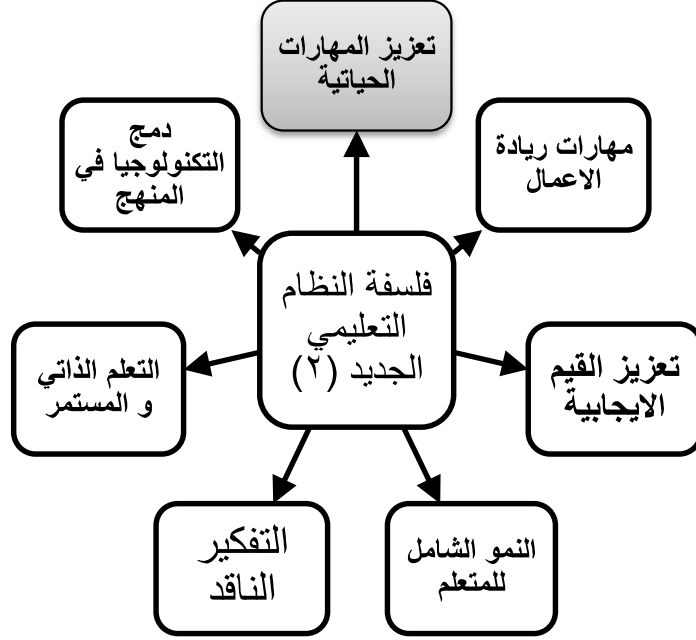 تعزيز المهارات
الحياتية
مهارات ريادة
الاعمال
دمج
التكنولوجيا في
المنهج
فلسفة النظام
التعليمي
الجديد (٢)
تعزيز القيم
الايجابية
التعلم الذاتي
و المستمر
النمو الشامل
للمتعلم
التفكير
الناقد